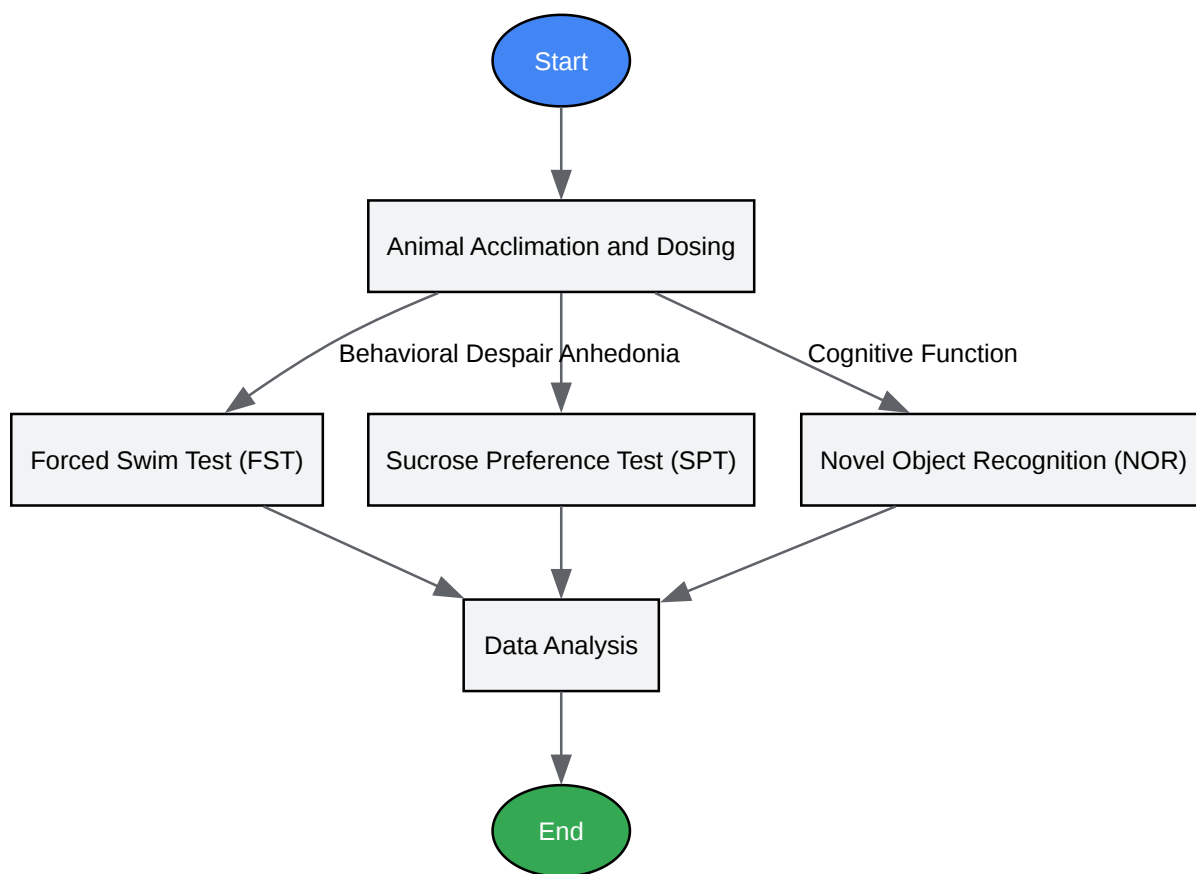 Start
Animal Acclimation and Dosing
Behavioral Despair
Anhedonia
Cognitive Function
Forced Swim Test (FST)
Sucrose Preference Test (SPT)
Novel Object Recognition (NOR)
Data Analysis
End